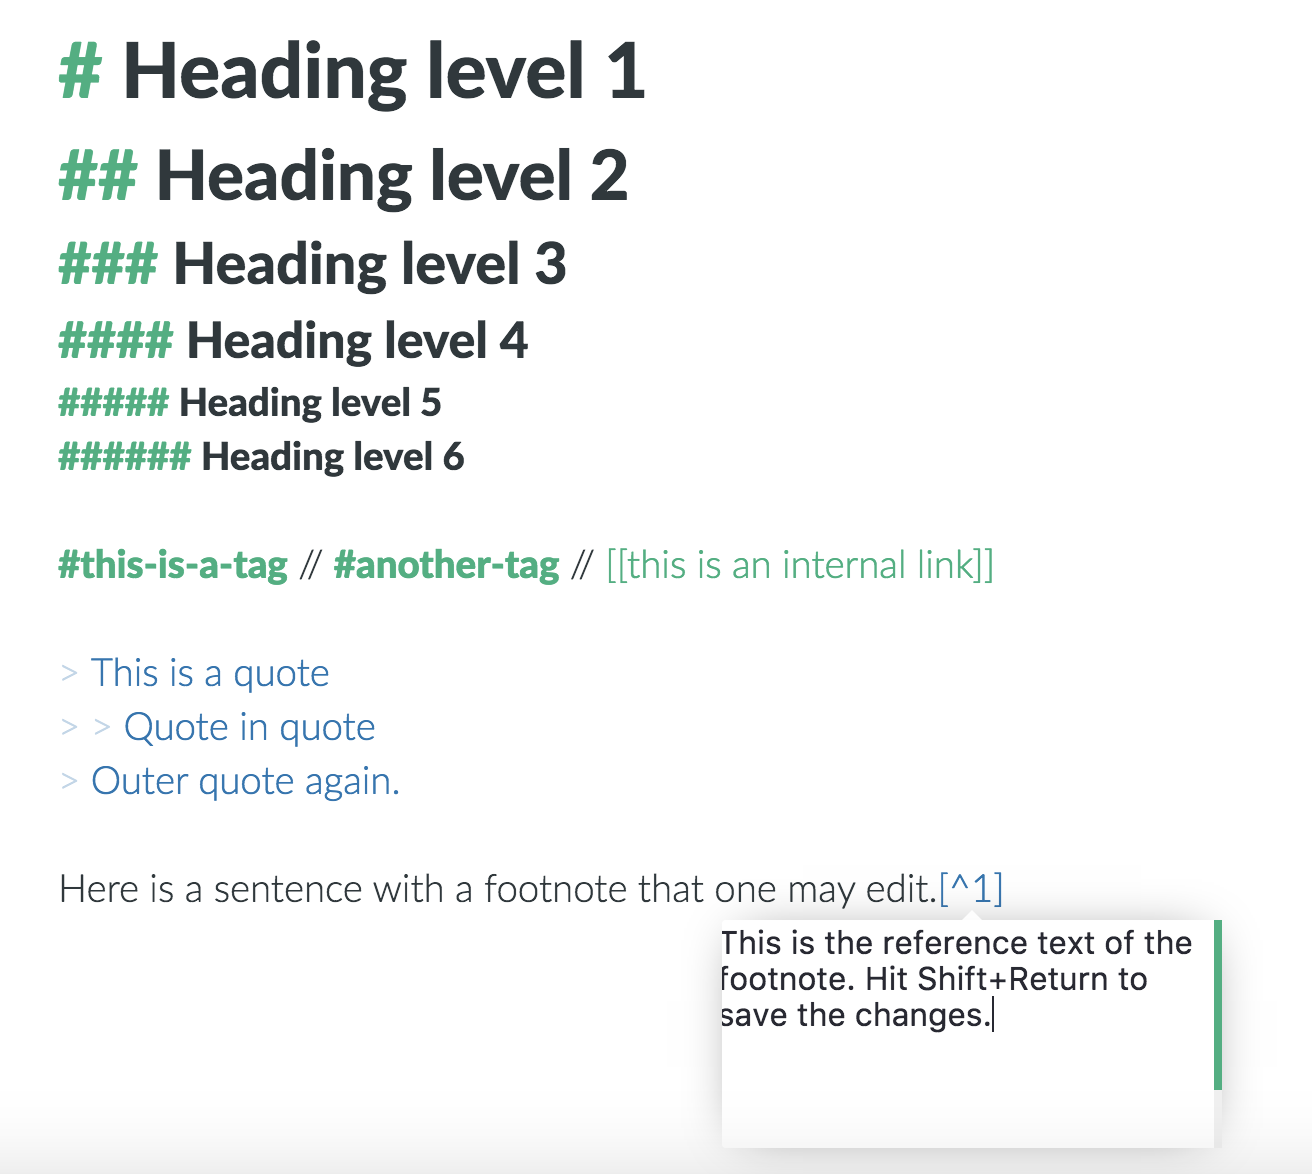 # Heading level 1
## Heading level 2
### Heading level 3
#### Heading level 4
##### Heading level 5
###### Heading level 6
#this-is-a-tag // #another-tag // [[this is an internal link]]
> This is a quote
> > Quote in quote
> Outer quote again.
Here is a sentence with a footnote that one may edit.[^1]
This is the reference text of the
footnote. Hit Shift+Return to
save the changes.